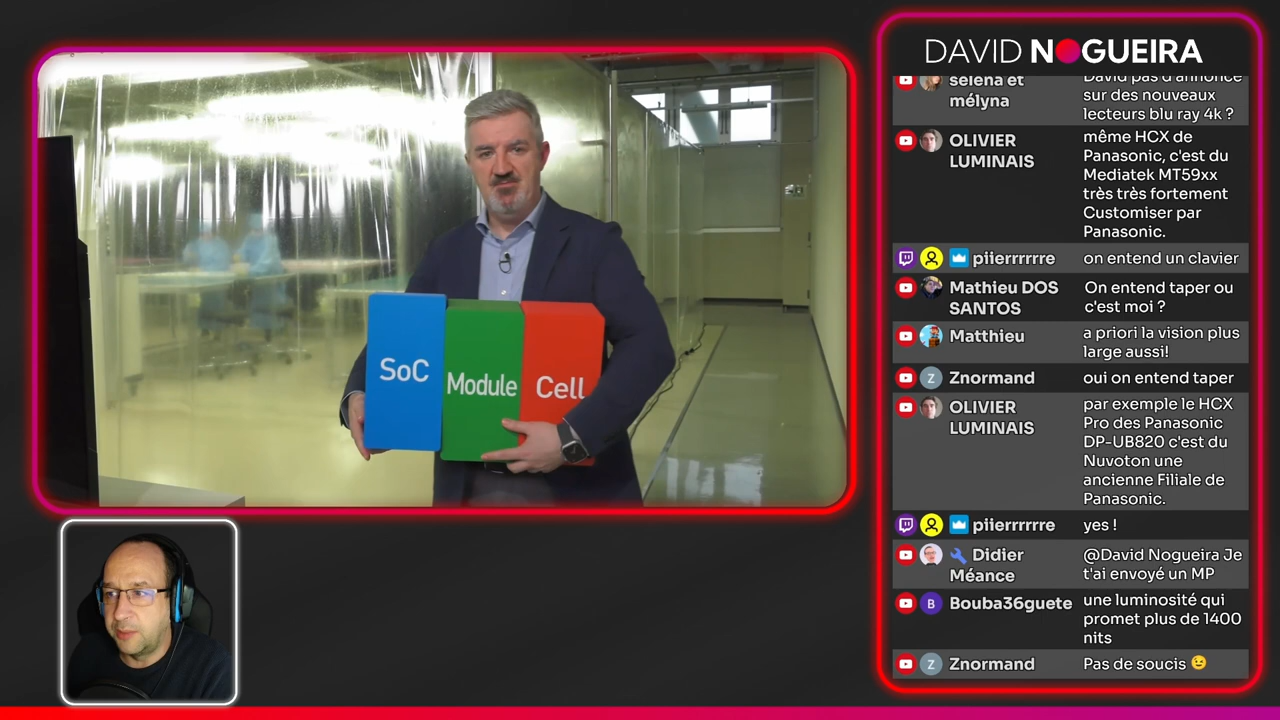 DAVID NOGUEIRA
SoC
Module
Cell
selena et
mélyna
David pas d'annonce
sur des nouveaux
lecteurs blu ray 4k ?
OLIVIER
LUMINAIS
même HCX de
Panasonic, c'est du
Mediatek MT59xx
très très fortement
Customiser par
Panasonic.
piierrrrrre
on entend un clavier
Mathieu DOS
SANTOS
On entend taper ou
c'est moi ?
Matthieu
a priori la vision plus
large aussi!
Z
Znormand
oui on entend taper
OLIVIER
LUMINAIS
par exemple le HCX
Pro des Panasonic
DP-UB820 c'est du
Nuvoton une
ancienne Filiale de
Panasonic.
piierrrrrre
yes !
Didier
Méance
@David Nogueira Je
t'ai envoyé un MP
B
Bouba36guete
une luminosité qui
promet plus de 1400
nits
Z
Znormand
Pas de soucis 😉